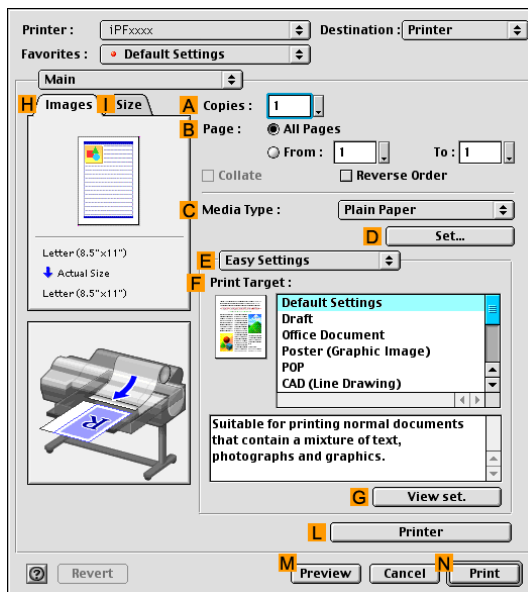 Printer : iPFxxxx Destination : Printer
Favorites : Default Settings
Main
H Images I Size
A Copies : 1
B Page : All Pages
From : 1 To : 1
Collate Reverse Order
C Media Type : Plain Paper
D Set...
Letter (8.5"x11")
Actual Size
Letter (8.5"x11")
E Easy Settings
F Print Target :
Default Settings
Draft
Office Document
Poster (Graphic Image)
POP
CAD (Line Drawing)
R
Suitable for printing normal documents
that contain a mixture of text,
photographs and graphics.
G View set.
L Printer
? Revert M Preview Cancel N Print